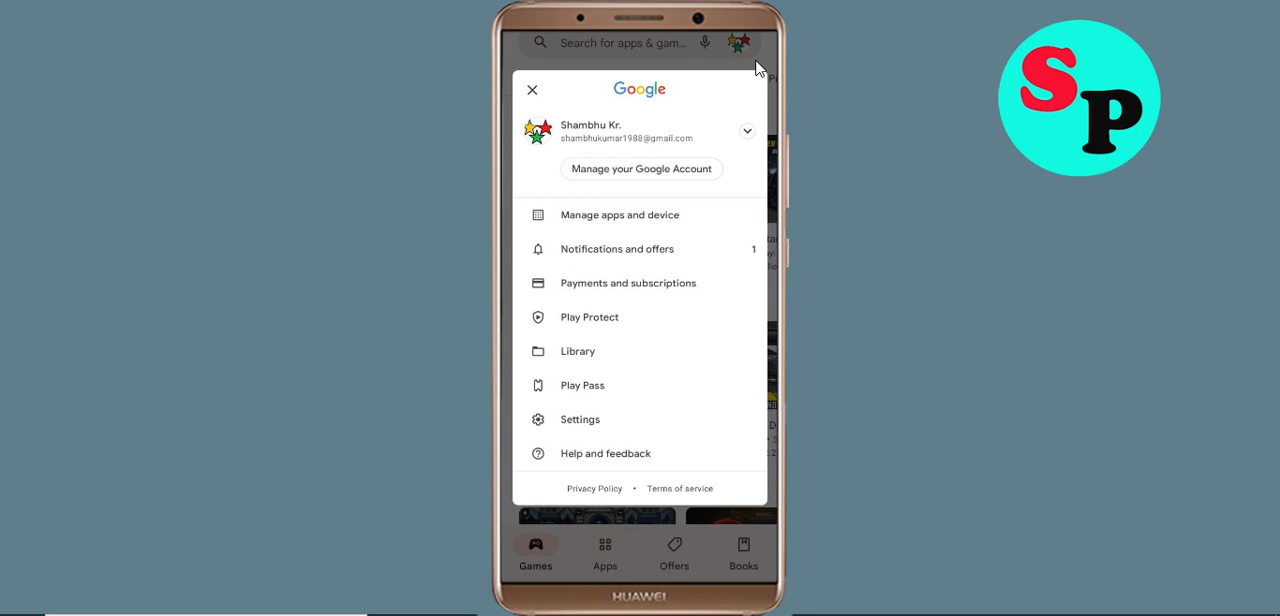 Search for apps & gam...
Google
Shambhu Kr.
shambhukumar1988@gmail.com
Manage your Google Account
Manage apps and device
Notifications and offers 1
Payments and subscriptions
Play Protect
Library
Play Pass
Settings
Help and feedback
Privacy Policy • Terms of service
Games Apps Offers Books
HUAWEI
SP